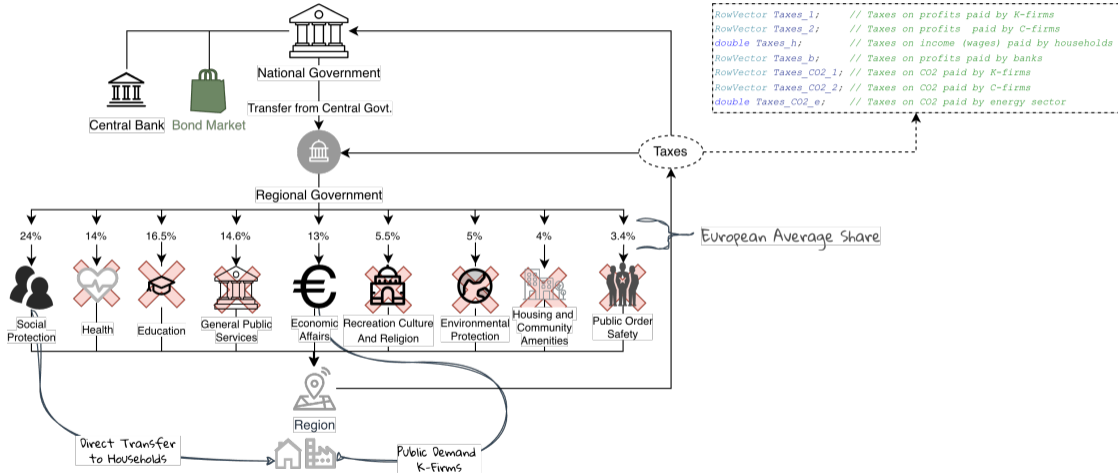 RowVector Taxes_1; // Taxes on profits paid by K-firms
RowVector Taxes_2; // Taxes on profits paid by C-firms
double Taxes_h; // Taxes on income (wages) paid by households
RowVector Taxes_b; // Taxes on profits paid by banks
RowVector Taxes_CO2_1; // Taxes on CO2 paid by K-firms
RowVector Taxes_CO2_2; // Taxes on CO2 paid by C-firms
double Taxes_CO2_e; // Taxes on CO2 paid by energy sector
National Government
Central Bank
Bond Market
Transfer from Central Govt.
Taxes
Regional Government
24%
14%
16.5%
14.6%
13%
5.5%
5%
4%
3.4%
European Average Share
Social
Protection
Health
Education
General Public
Services
Economic
Affairs
Recreation Culture
And Religion
Environmental
Protection
Housing and
Community
Amenities
Public Order
Safety
Region
Direct Transfer
to Households
Public Demand
K-Firms